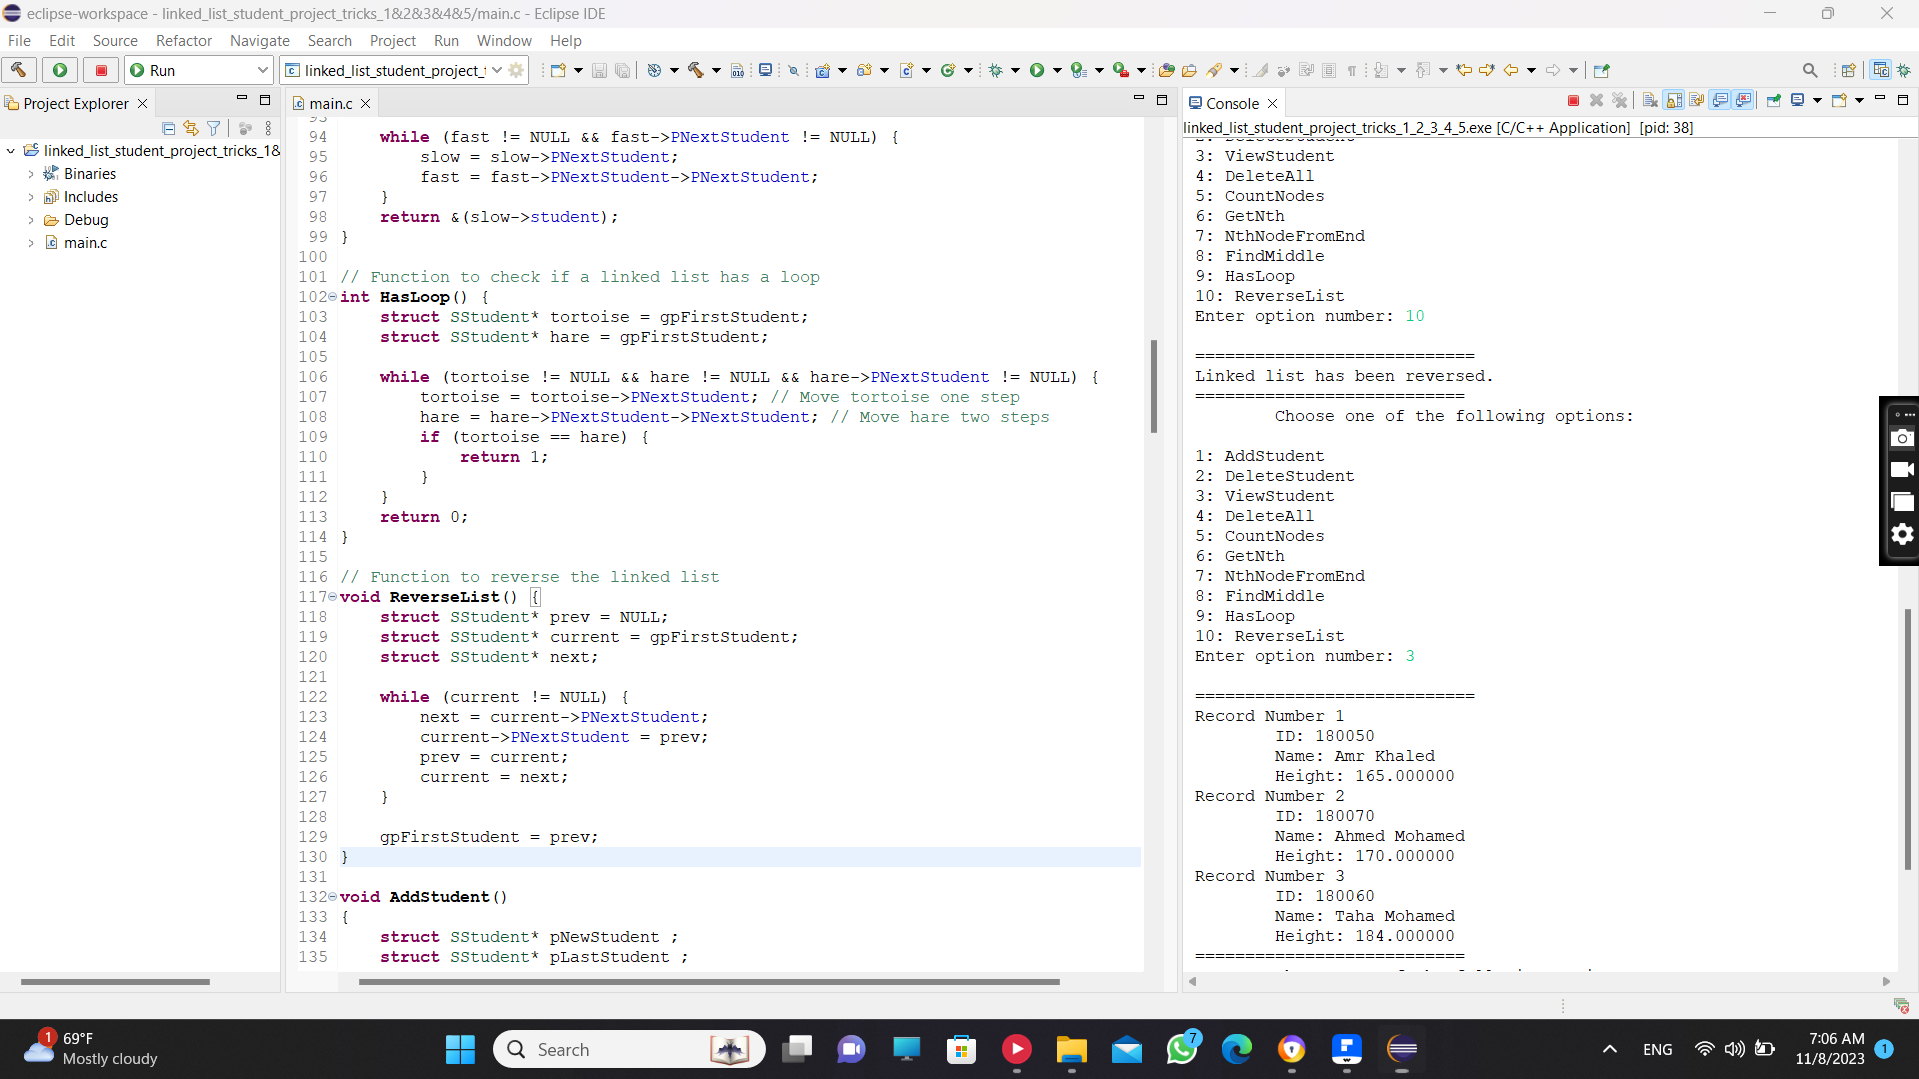 eclipse-workspace - linked_list_student_project_tricks_1&2&3&4&5/main.c - Eclipse IDE
File Edit Source Refactor Navigate Search Project Run Window Help
Run
linked_list_student_project_t
Project Explorer
linked_list_student_project_tricks_1&
Binaries
Includes
Debug
main.c
main.c
94 while (fast != NULL && fast->PNextStudent != NULL) {
95 slow = slow->PNextStudent;
96 fast = fast->PNextStudent->PNextStudent;
97 }
98 return &(slow->student);
99 }
100
101 // Function to check if a linked list has a loop
102 int HasLoop() {
103 struct SStudent* tortoise = gpFirstStudent;
104 struct SStudent* hare = gpFirstStudent;
105
106 while (tortoise != NULL && hare != NULL && hare->PNextStudent != NULL) {
107 tortoise = tortoise->PNextStudent; // Move tortoise one step
108 hare = hare->PNextStudent->PNextStudent; // Move hare two steps
109 if (tortoise == hare) {
110 return 1;
111 }
112 }
113 return 0;
114 }
115
116 // Function to reverse the linked list
117 void ReverseList() {
118 struct SStudent* prev = NULL;
119 struct SStudent* current = gpFirstStudent;
120 struct SStudent* next;
121
122 while (current != NULL) {
123 next = current->PNextStudent;
124 current->PNextStudent = prev;
125 prev = current;
126 current = next;
127 }
128
129 gpFirstStudent = prev;
130 }
131
132 void AddStudent()
133 {
134 struct SStudent* pNewStudent ;
135 struct SStudent* pLastStudent ;
Console
linked_list_student_project_tricks_1_2_3_4_5.exe [C/C++ Application] [pid: 38]
3: ViewStudent
4: DeleteAll
5: CountNodes
6: GetNth
7: NthNodeFromEnd
8: FindMiddle
9: HasLoop
10: ReverseList
Enter option number: 10
============================
Linked list has been reversed.
===========================
Choose one of the following options:
1: AddStudent
2: DeleteStudent
3: ViewStudent
4: DeleteAll
5: CountNodes
6: GetNth
7: NthNodeFromEnd
8: FindMiddle
9: HasLoop
10: ReverseList
Enter option number: 3
============================
Record Number 1
ID: 180050
Name: Amr Khaled
Height: 165.000000
Record Number 2
ID: 180070
Name: Ahmed Mohamed
Height: 170.000000
Record Number 3
ID: 180060
Name: Taha Mohamed
Height: 184.000000
===========================
1
69°F
Mostly cloudy
Search
7
ENG
7:06 AM
11/8/2023
1